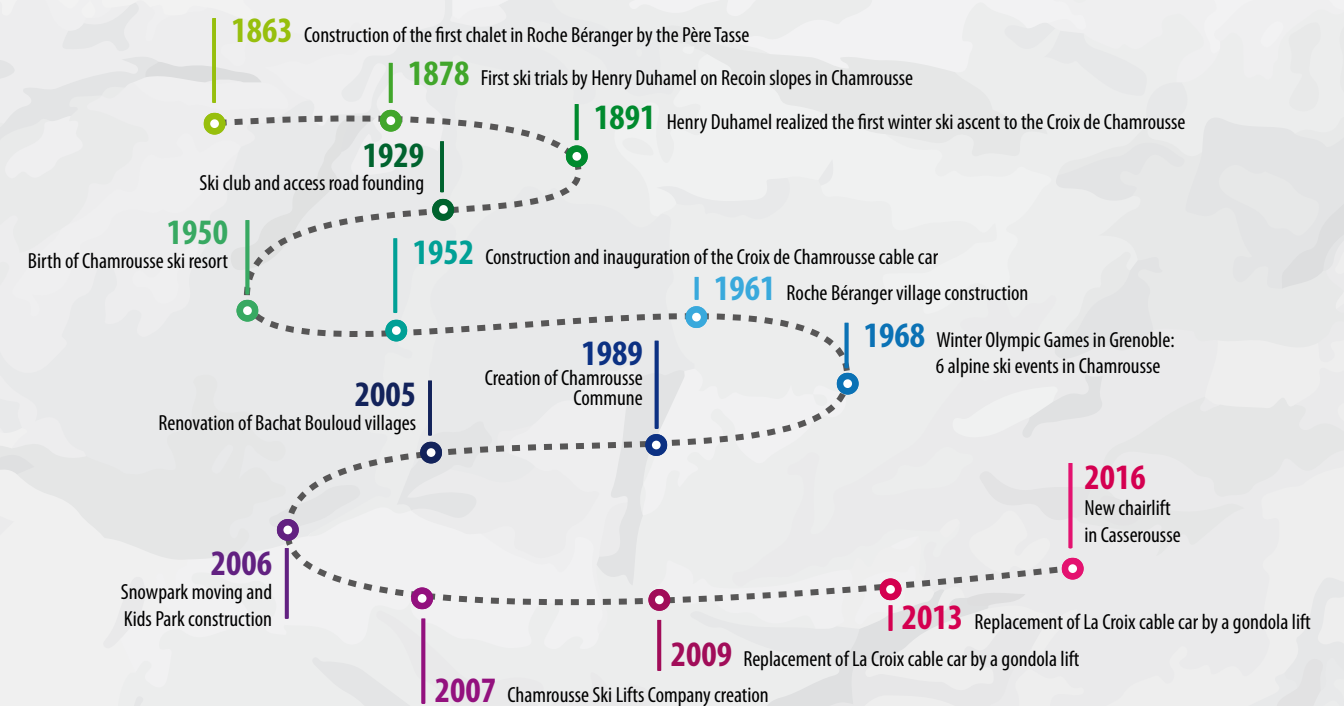 1863 Construction of the first chalet in Roche Béranger by the Père Tasse
1878 First ski trials by Henry Duhamel on Recoin slopes in Chamrousse
1891 Henry Duhamel realized the first winter ski ascent to the Croix de Chamrousse
1929
Ski club and access road founding
1950
Birth of Chamrousse ski resort
1952 Construction and inauguration of the Croix de Chamrousse cable car
1961 Roche Béranger village construction
1968 Winter Olympic Games in Grenoble:
6 alpine ski events in Chamrousse
1989
Creation of Chamrousse
Commune
2005
Renovation of Bachat Bouloud villages
2006
Snowpark moving and
Kids Park construction
2007 Chamrousse Ski Lifts Company creation
2009 Replacement of La Croix cable car by a gondola lift
2013 Replacement of La Croix cable car by a gondola lift
2016
New chairlift
in Casserousse